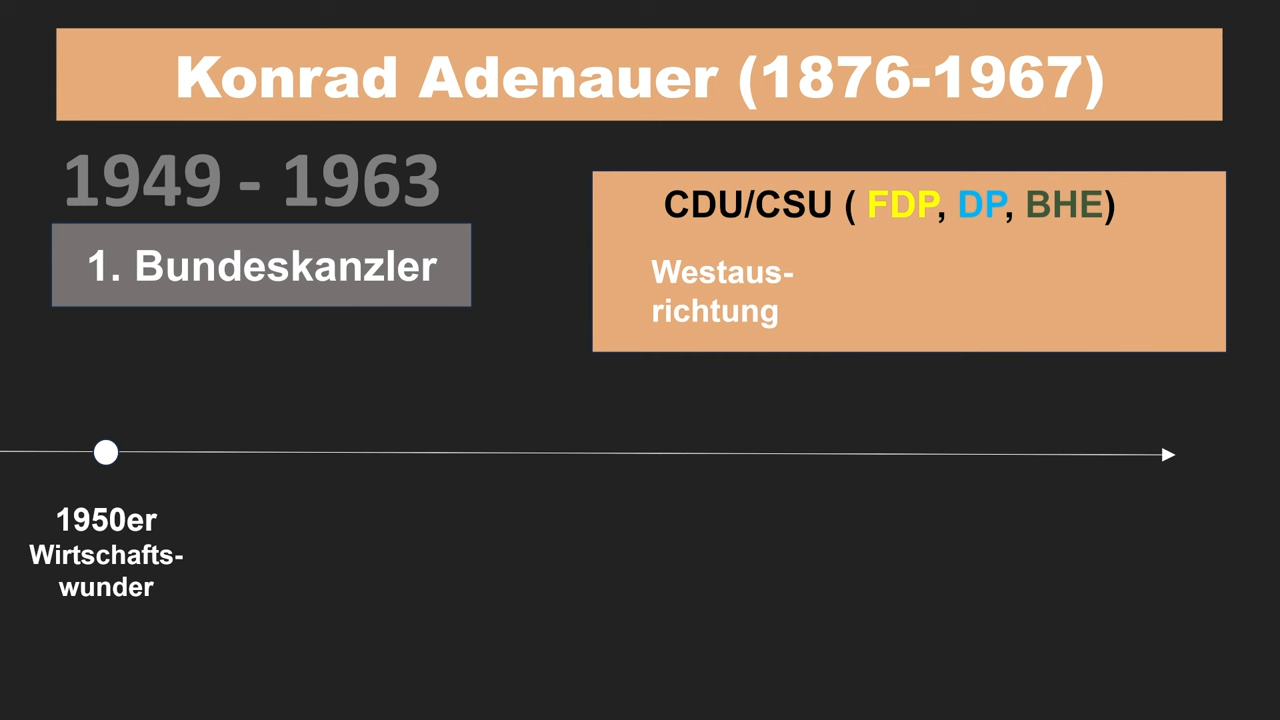 Konrad Adenauer (1876-1967)
1949 - 1963
1. Bundeskanzler
CDU/CSU ( FDP, DP, BHE)
Westaus-
richtung
1950er
Wirtschafts-
wunder